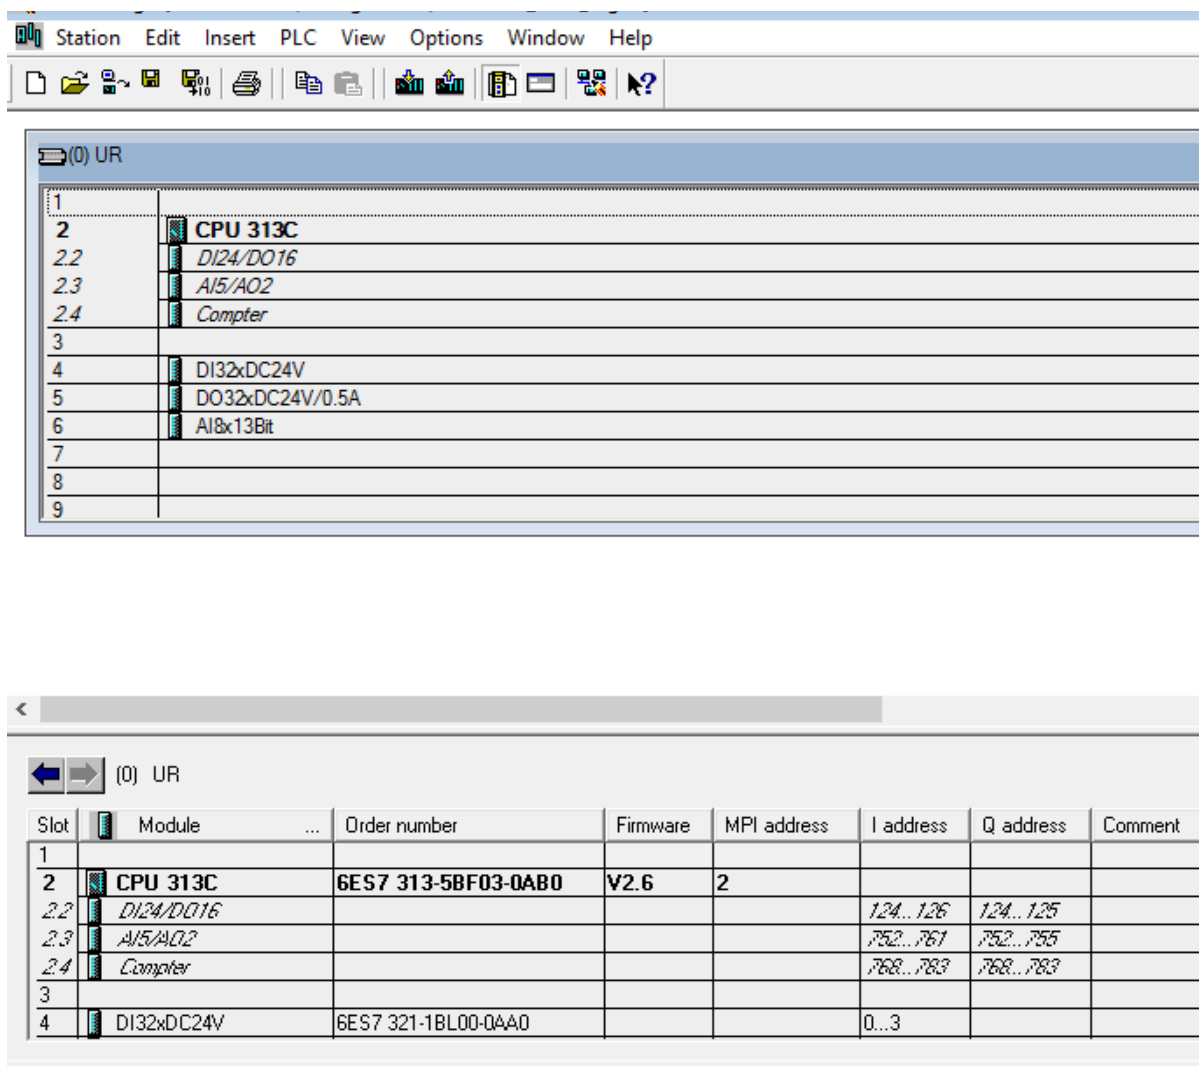 Station Edit Insert PLC View Options Window Help
(0) UR
1
2 CPU 313C
2.2 DI24/DO16
2.3 AI5/AO2
2.4 Compter
3
4 DI32xDC24V
5 DO32xDC24V/0.5A
6 AI8x13Bit
7
8
9
(0) UR
Slot Module ... Order number Firmware MPI address I address Q address Comment
1
2 CPU 313C 6ES7 313-5BF03-0AB0 V2.6 2
2.2 DI24/DO16 124...126 124...125
2.3 AI5/AO2 752...761 752...755
2.4 Compter 768...783 768...783
3
4 DI32xDC24V 6ES7 321-1BL00-0AA0 0...3